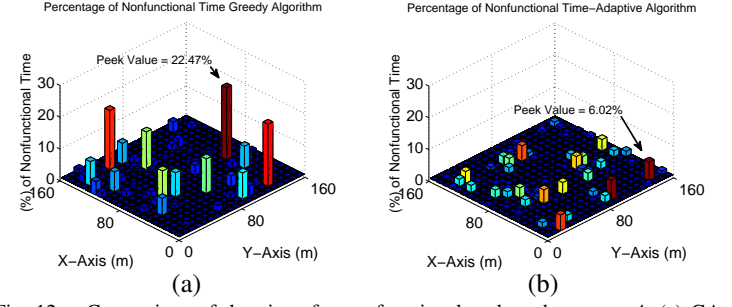 Percentage of Nonfunctional Time Greedy Algorithm
Peek Value = 22.47%
(%) of Nonfunctional Time
30
20
10
0
160
80
0
X−Axis (m)
0
80
160
Y−Axis (m)
(a)
Percentage of Nonfunctional Time−Adaptive Algorithm
Peek Value = 6.02%
(%) of Nonfunctional Time
30
20
10
0
160
80
0
X−Axis (m)
0
80
160
Y−Axis (m)
(b)